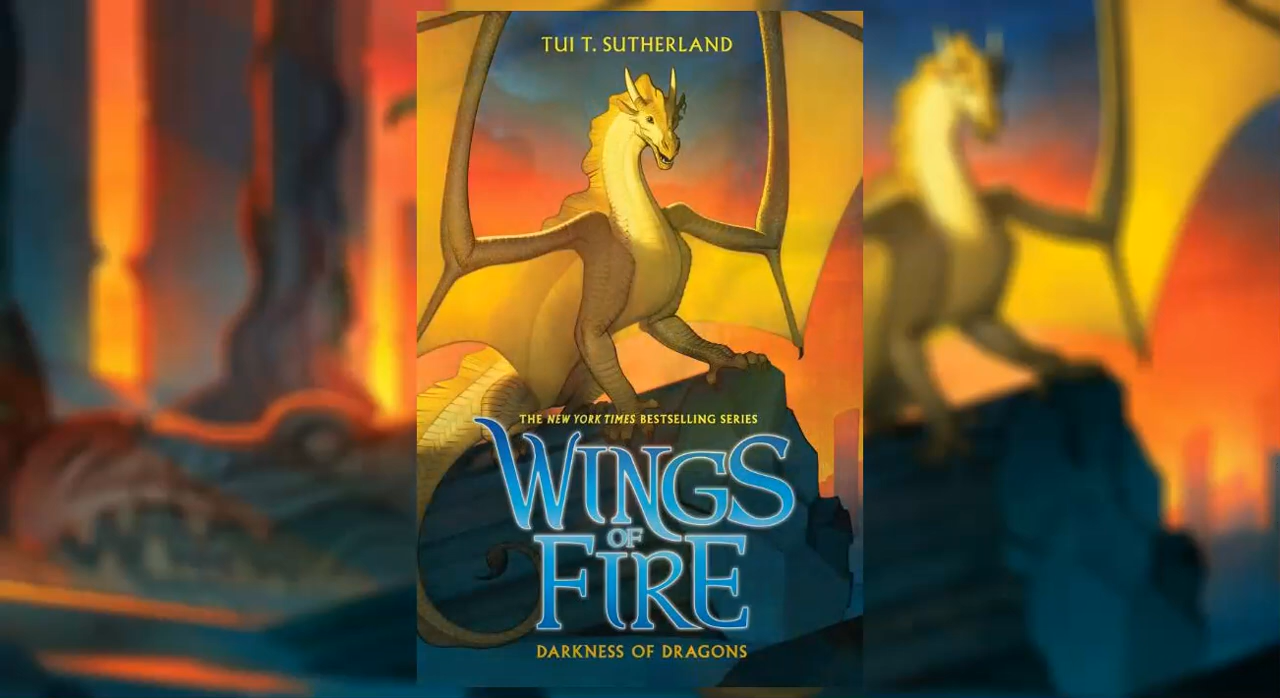 TUI T. SUTHERLAND
THE NEW YORK TIMES BESTSELLING SERIES
WINGS
OF
FIRE
DARKNESS OF DRAGONS